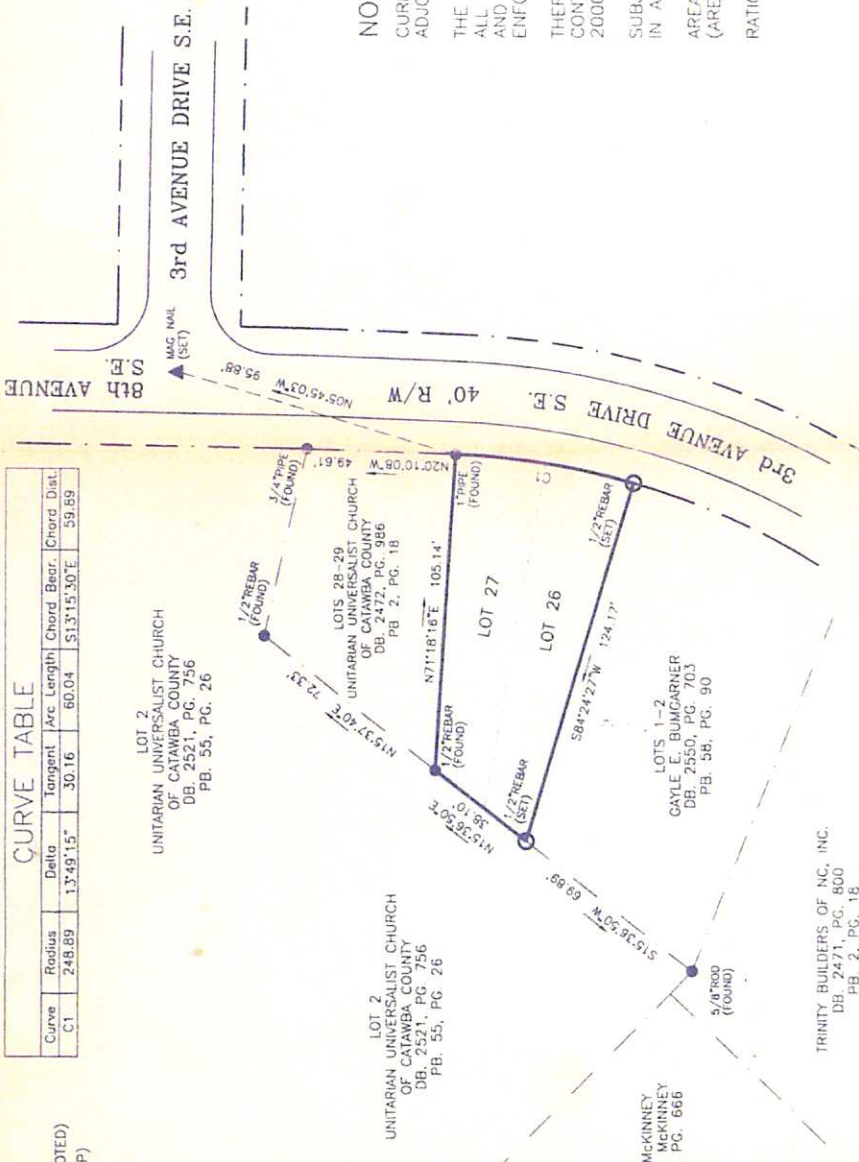 CURVE TABLE
Curve Radius Delta Tangent Arc Length Chord Bear. Chord Dist.
C1 248.89 13°49'15" 30.16 60.04 S13°15'30"E 59.89
OTED)
P)
LOT 2
UNITARIAN UNIVERSALIST CHURCH
OF CATAWBA COUNTY
DB. 2521, PG. 756
PB. 55, PG. 26
8th AVENUE
S.E.
3rd AVENUE DRIVE S.E.
MAG NAIL
(SET)
N05°45'03"W 95.88'
40' R/W
3rd AVENUE DRIVE S.E.
3/4"PIPE
(FOUND)
N20°10'08"W
49.61'
1"PIPE
(FOUND)
1/2"REBAR
(FOUND)
LOTS 28-29
UNITARIAN UNIVERSALIST CHURCH
OF CATAWBA COUNTY
DB. 2472, PG. 986
PB 2, PG. 18
N15°37'40"E 72.33'
N71°18'16"E 105.14'
1/2"REBAR
(FOUND)
LOT 27
C1
LOT 26
1/2"REBAR
(SET)
N15°36'50"E
38.10'
1/2"REBAR
(SET)
S84°24'27"W 124.17'
S15°36'50"W 69.89'
5/8"ROD
(FOUND)
LOTS 1-2
GAYLE E. BUMGARNER
DB. 2550, PG. 703
PB. 58, PG. 90
LOT 2
UNITARIAN UNIVERSALIST CHURCH
OF CATAWBA COUNTY
DB. 2521, PG. 756
PB. 55, PG. 26
McKINNEY
McKINNEY
PG. 666
TRINITY BUILDERS OF NC, INC.
DB. 2471, PG. 800
PB. 2, PG. 18
NO
CURR
ADJO
THE
ALL
AND
ENFO
THER
CONT
2000
SUBJ
IN A
AREA
(ARE
RATIO